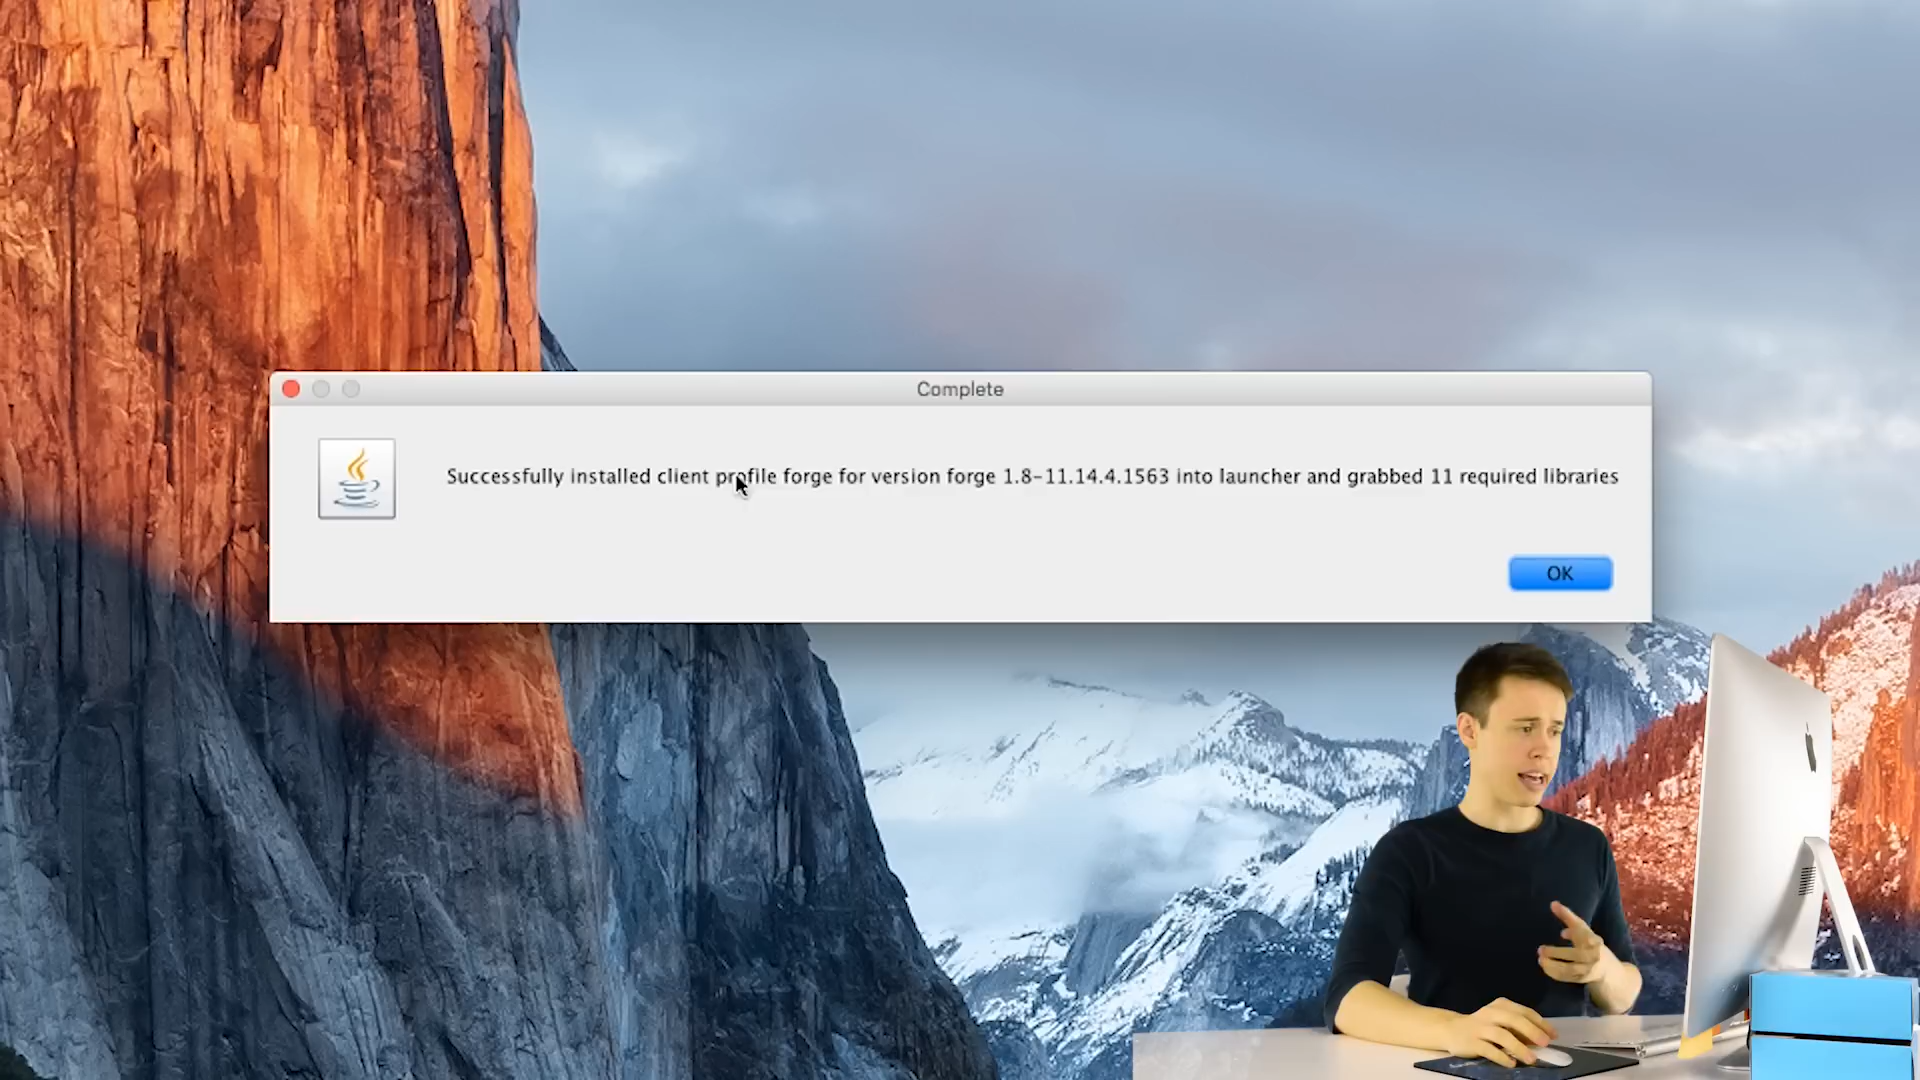 Complete
Successfully installed client profile forge for version forge 1.8-11.14.4.1563 into launcher and grabbed 11 required libraries
OK